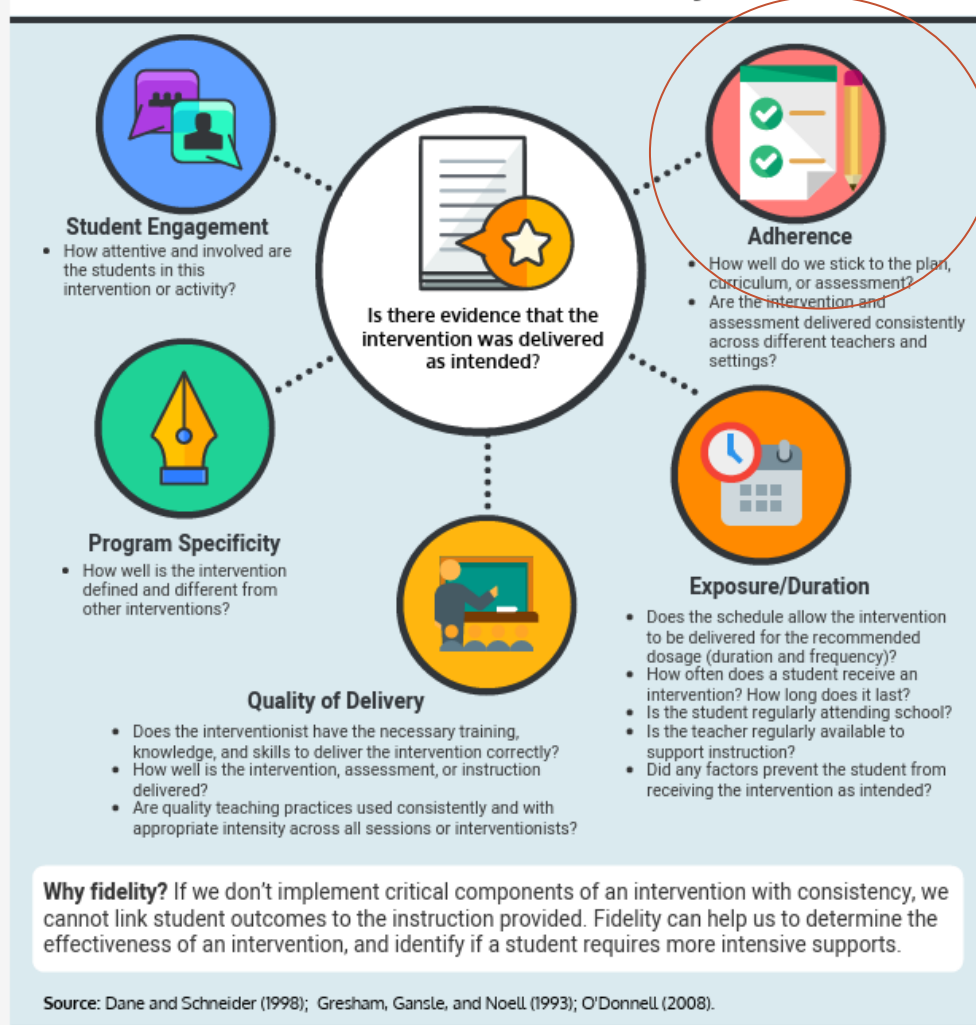 Student Engagement
• How attentive and involved are
the students in this
intervention or activity?
Is there evidence that the
intervention was delivered
as intended?
Adherence
• How well do we stick to the plan,
curriculum, or assessment?
• Are the intervention and
assessment delivered consistently
across different teachers and
settings?
Program Specificity
• How well is the intervention
defined and different from
other interventions?
Quality of Delivery
• Does the interventionist have the necessary training,
knowledge, and skills to deliver the intervention correctly?
• How well is the intervention, assessment, or instruction
delivered?
• Are quality teaching practices used consistently and with
appropriate intensity across all sessions or interventionists?
Exposure/Duration
• Does the schedule allow the intervention
to be delivered for the recommended
dosage (duration and frequency)?
• How often does a student receive an
intervention? How long does it last?
• Is the student regularly attending school?
• Is the teacher regularly available to
support instruction?
• Did any factors prevent the student from
receiving the intervention as intended?
Why fidelity? If we don’t implement critical components of an intervention with consistency, we
cannot link student outcomes to the instruction provided. Fidelity can help us to determine the
effectiveness of an intervention, and identify if a student requires more intensive supports.
Source: Dane and Schneider (1998); Gresham, Gansle, and Noell (1993); O'Donnell (2008).